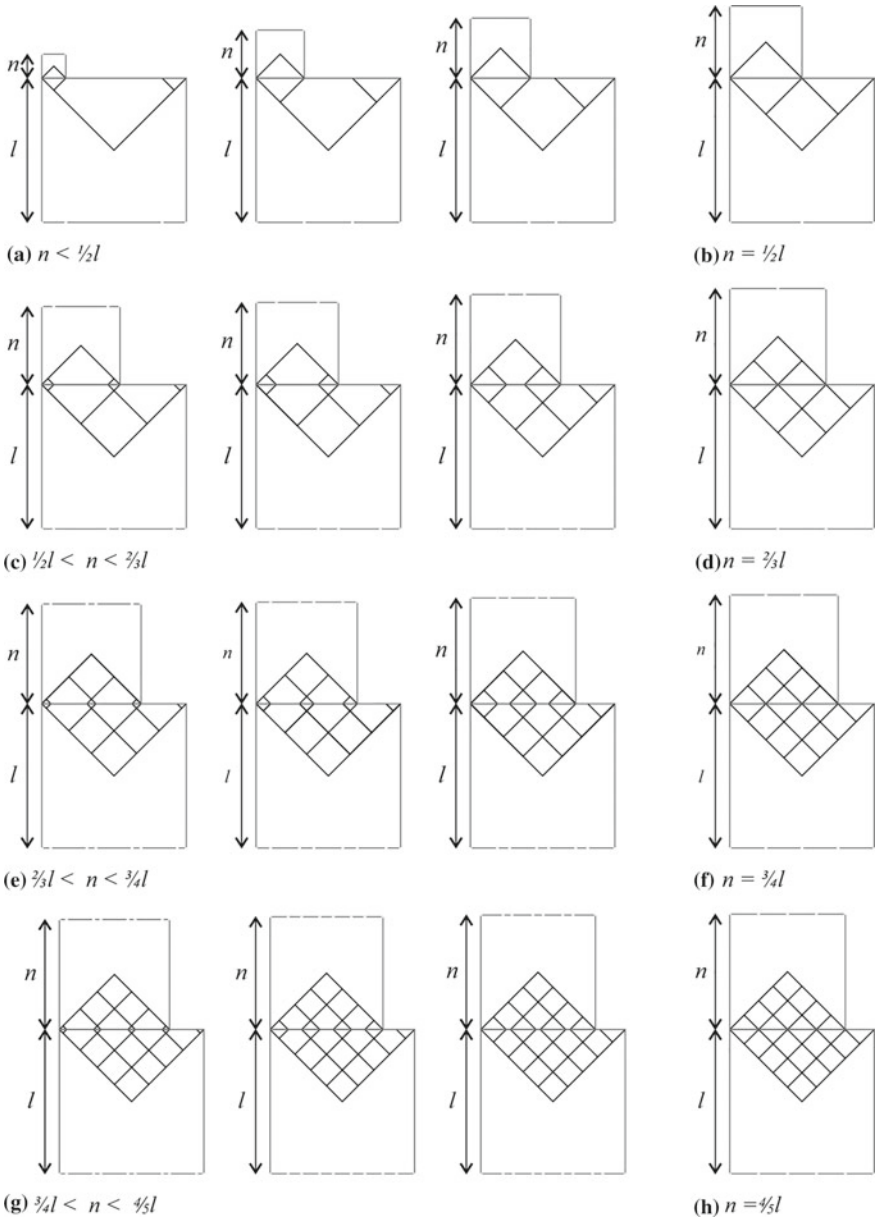 n n n n
l l l l
(a) n < ½l (b) n = ½l
n n n n
l l l l
(c) ½l < n < ⅔l (d) n = ⅔l
n n n n
l l l l
(e) ⅔l < n < ¾l (f) n = ¾l
n n n n
l l l l
(g) ¾l < n < ⅘l (h) n =⅘l